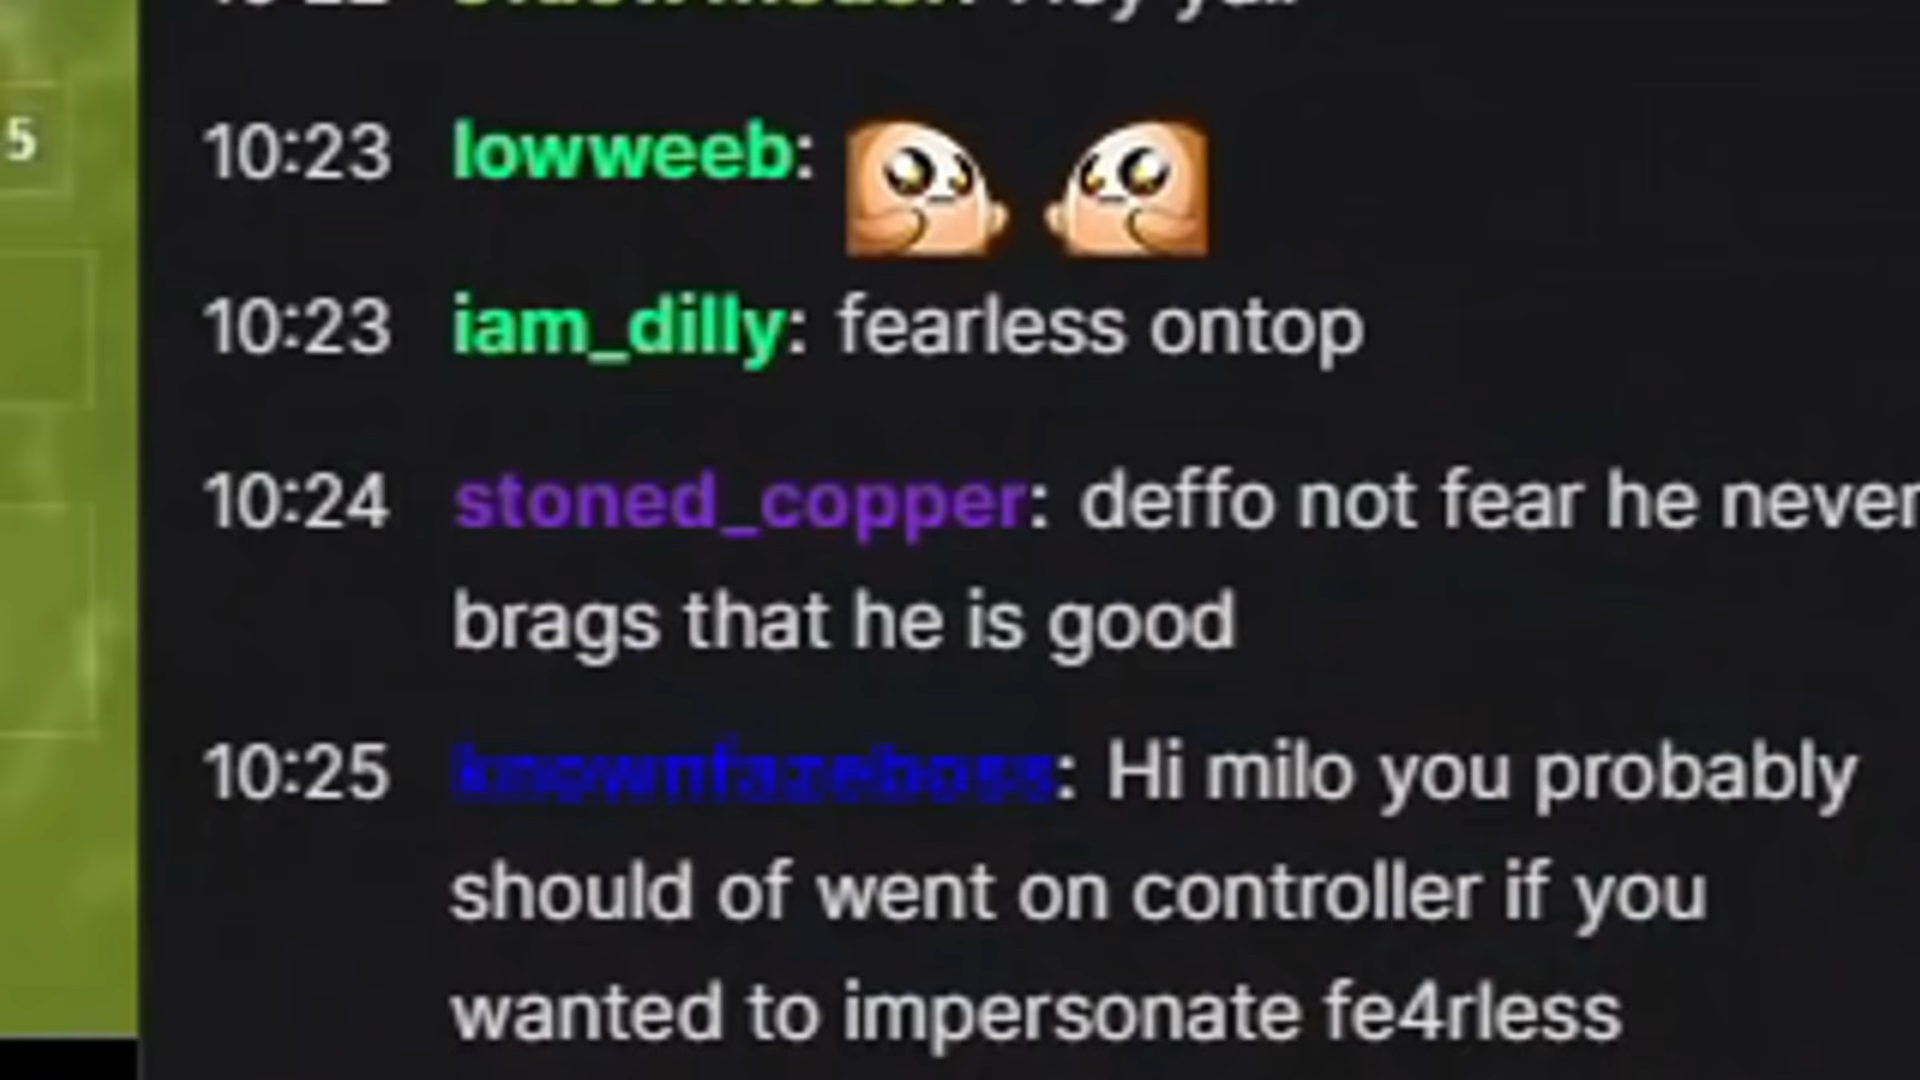 5
10:23 lowweeb:
10:23 iam_dilly: fearless ontop
10:24 stoned_copper: deffo not fear he never
brags that he is good
10:25 knownfazeboss: Hi milo you probably
should of went on controller if you
wanted to impersonate fe4rless